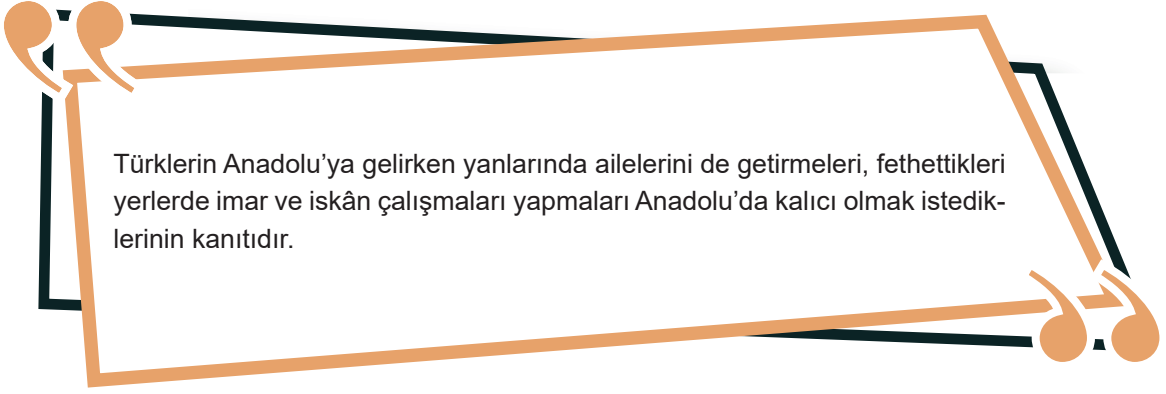 Türklerin Anadolu’ya gelirken yanlarında ailelerini de getirmeleri, fethettikleri
yerlerde imar ve iskân çalışmaları yapmaları Anadolu’da kalıcı olmak istedik-
lerinin kanıtıdır.